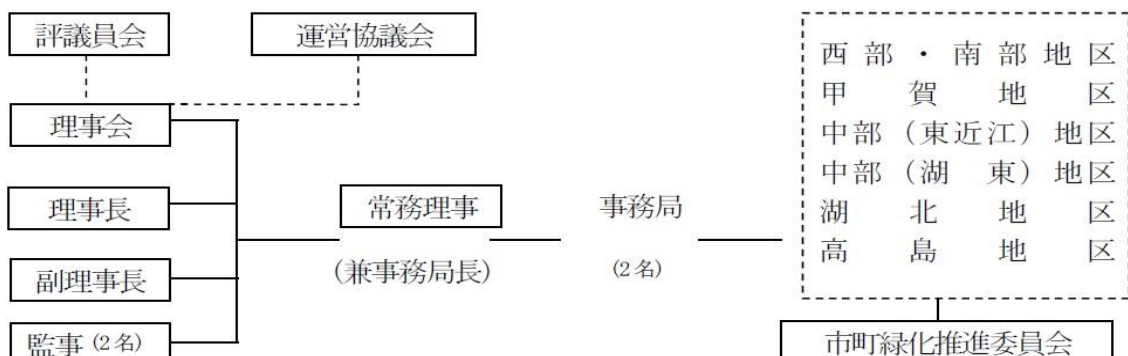 評議員会
運営協議会
理事会
理事長
副理事長
監事（2名）
常務理事
(兼事務局長)
事務局
(2名)
西部・南部地区
甲賀地区
中部（東近江）地区
中部（湖東）地区
湖北地区
高島地区
市町緑化推進委員会